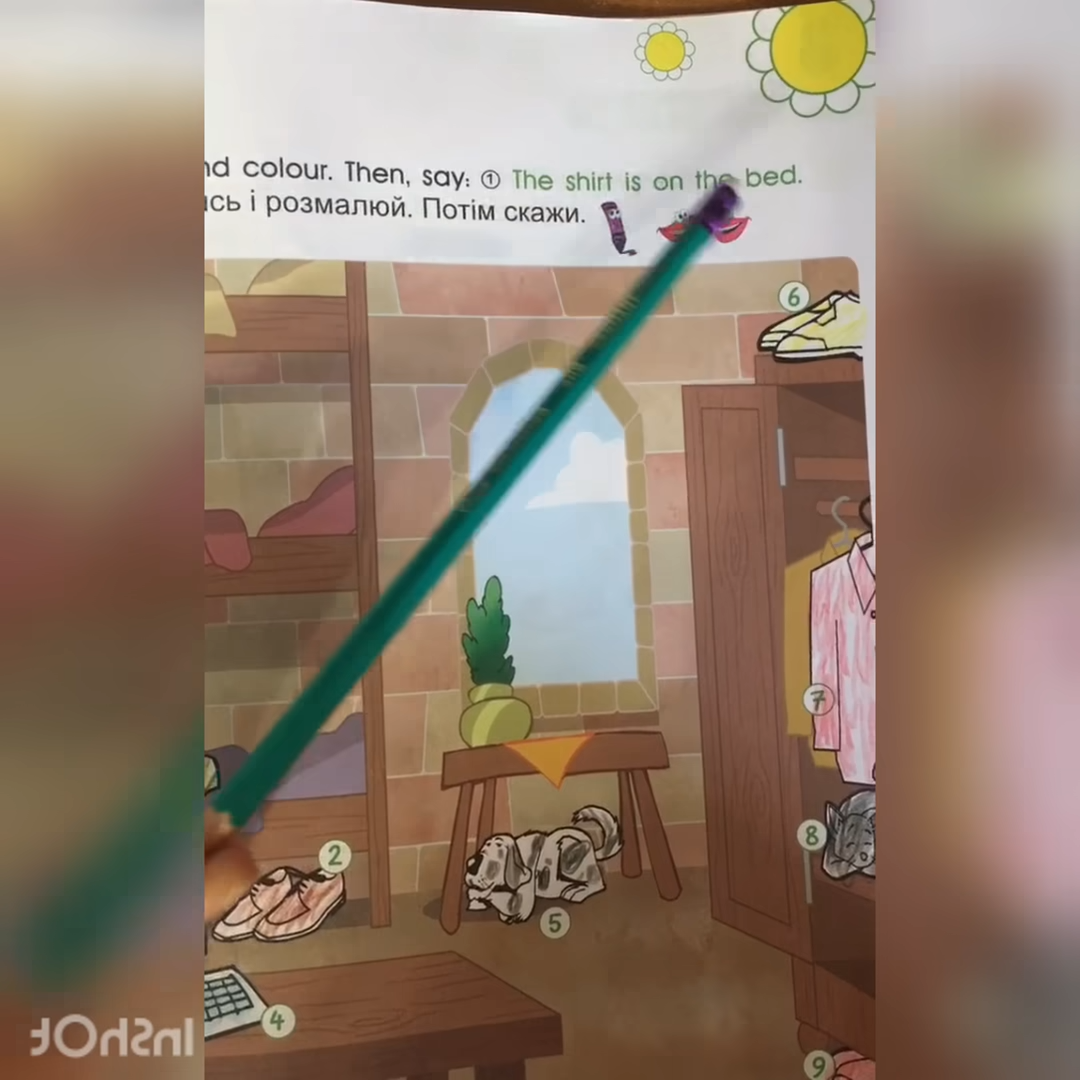 nd colour. Then, say: ① The shirt is on the bed.
ись і розмалюй. Потім скажи.
6
7
2
8
5
4
9
InShOt